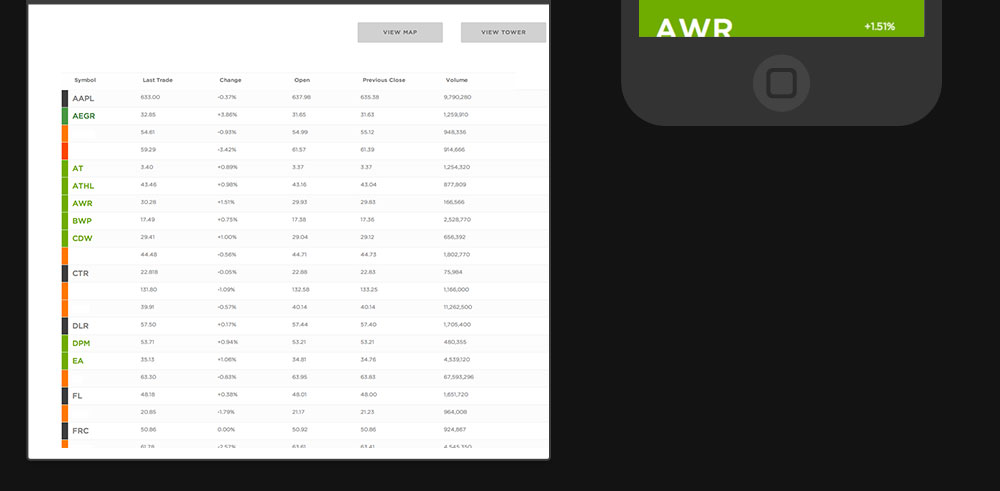 VIEW MAP VIEW TOWER
Symbol Last Trade Change Open Previous Close Volume
AAPL 633.00 -0.37% 637.98 635.38 9,790,280
AEGR 32.85 +3.86% 31.65 31.63 1,259,910
54.61 -0.93% 54.99 55.12 948,336
59.29 -3.42% 61.57 61.39 914,666
AT 3.40 +0.89% 3.37 3.37 1,254,320
ATHL 43.46 +0.98% 43.16 43.04 877,809
AWR 30.28 +1.51% 29.93 29.83 166,566
BWP 17.49 +0.75% 17.38 17.36 2,528,770
CDW 29.41 +1.00% 29.04 29.12 656,392
44.48 -0.56% 44.71 44.73 1,802,770
CTR 22.818 -0.05% 22.88 22.83 75,984
131.80 -1.09% 132.58 133.25 1,166,000
39.91 -0.57% 40.14 40.14 11,262,500
DLR 57.50 +0.17% 57.44 57.40 1,705,400
DPM 53.71 +0.94% 53.21 53.21 460,355
EA 35.13 +1.06% 34.81 34.76 4,539,120
63.30 -0.83% 63.95 63.83 67,593,296
FL 48.18 +0.38% 48.01 48.00 1,651,720
20.85 -1.79% 21.17 21.23 964,008
FRC 50.86 0.00% 50.92 50.86 924,867
61.78 -2.57% 63.61 63.41 4,545,350
AWR +1.51%